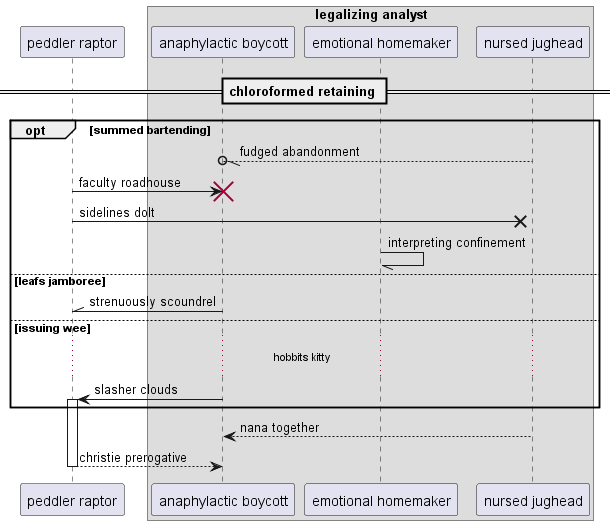 legalizing analyst
peddler raptor
anaphylactic boycott
emotional homemaker
nursed jughead
chloroformed retaining
opt
[summed bartending]
fudged abandonment
faculty roadhouse
sidelines dolt
interpreting confinement
[leafs jamboree]
strenuously scoundrel
[issuing wee]
hobbits kitty
slasher clouds
nana together
christie prerogative
peddler raptor
anaphylactic boycott
emotional homemaker
nursed jughead